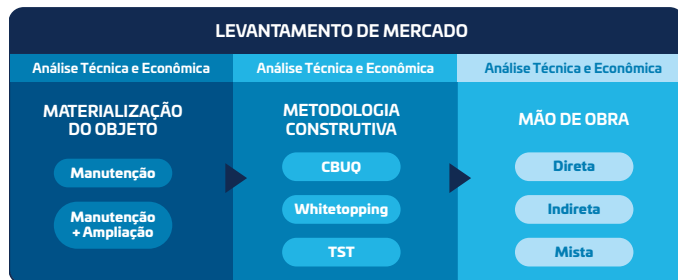 LEVANTAMENTO DE MERCADO
Análise Técnica e Econômica
MATERIALIZAÇÃO
DO OBJETO
Manutenção
Manutenção
+ Ampliação
Análise Técnica e Econômica
METODOLOGIA
CONSTRUTIVA
CBUQ
Whitetopping
TST
Análise Técnica e Econômica
MÃO DE OBRA
Direta
Indireta
Mista